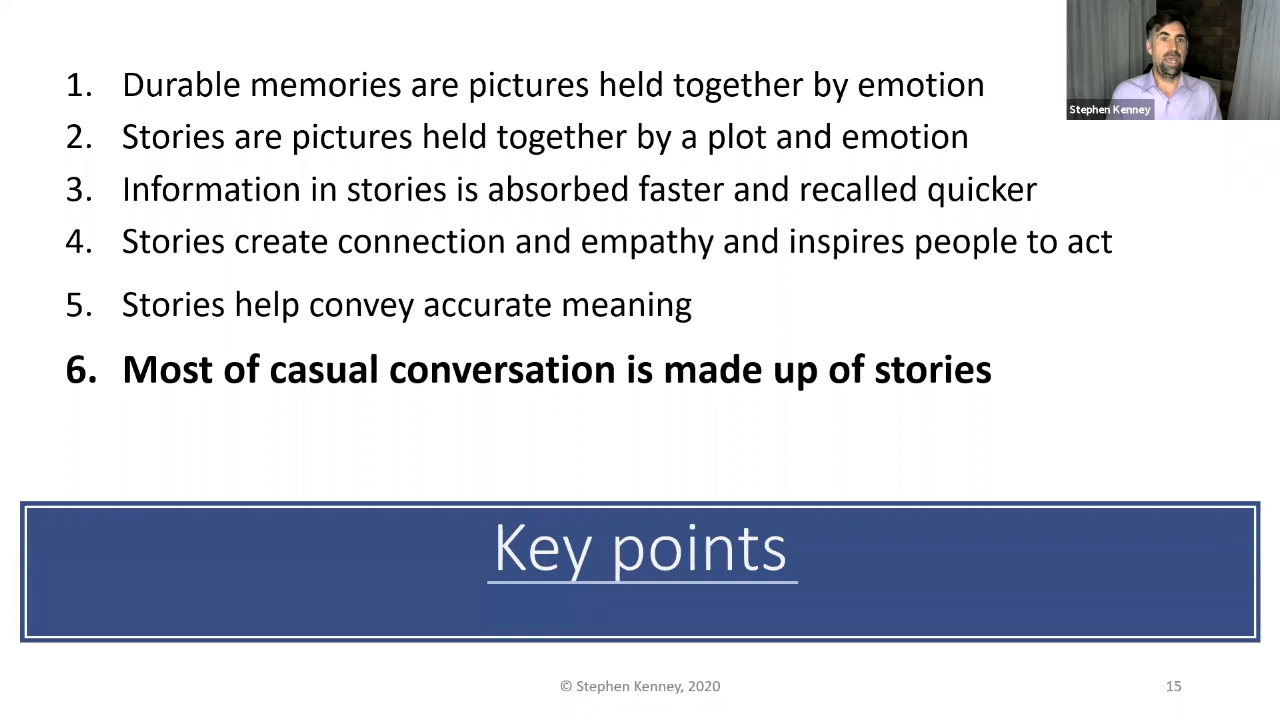 1. Durable memories are pictures held together by emotion
2. Stories are pictures held together by a plot and emotion
3. Information in stories is absorbed faster and recalled quicker
4. Stories create connection and empathy and inspires people to act
5. Stories help convey accurate meaning
6. Most of casual conversation is made up of stories
Stephen Kenney
Key points
© Stephen Kenney, 2020
15